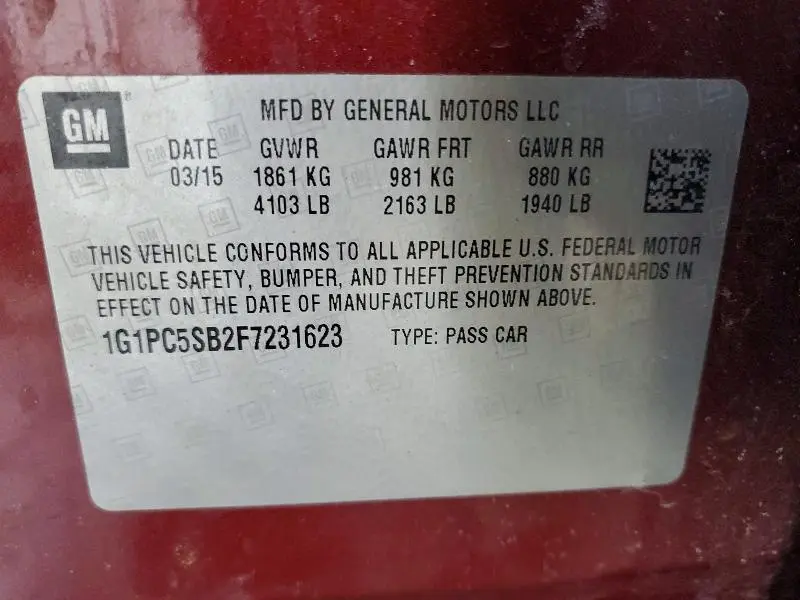 GM
MFD BY GENERAL MOTORS LLC
DATE GVWR GAWR FRT GAWR RR
03/15 1861 KG 981 KG 880 KG
4103 LB 2163 LB 1940 LB
THIS VEHICLE CONFORMS TO ALL APPLICABLE U.S. FEDERAL MOTOR
VEHICLE SAFETY, BUMPER, AND THEFT PREVENTION STANDARDS IN
EFFECT ON THE DATE OF MANUFACTURE SHOWN ABOVE.
1G1PC5SB2F7231623 TYPE: PASS CAR